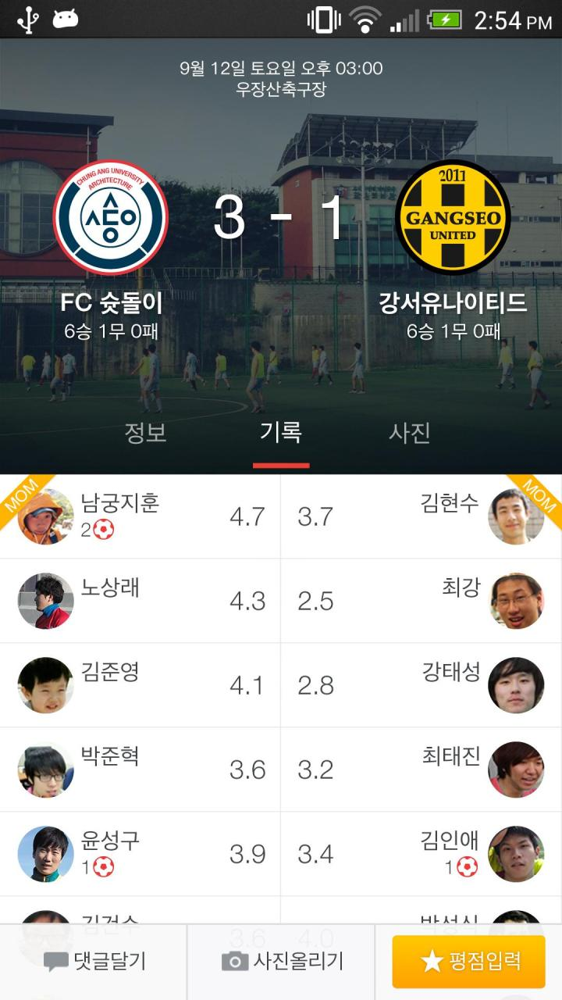 2:54 PM
9월 12일 토요일 오후 03:00
우장산축구장
CHUNG ANG UNIVERSITY
ARCHITECTURE
2011
GANGSEO
UNITED
3 - 1
FC 슛돌이
강서유나이티드
6승 1무 0패
6승 1무 0패
정보 기록 사진
MOM
MOM
남궁지훈 4.7 3.7 김현수
2
노상래 4.3 2.5 최강
김준영 4.1 2.8 강태성
박준혁 3.6 3.2 최태진
윤성구 3.9 3.4 김인애
1 1
3.6 4.0
댓글달기 사진올리기 평점입력